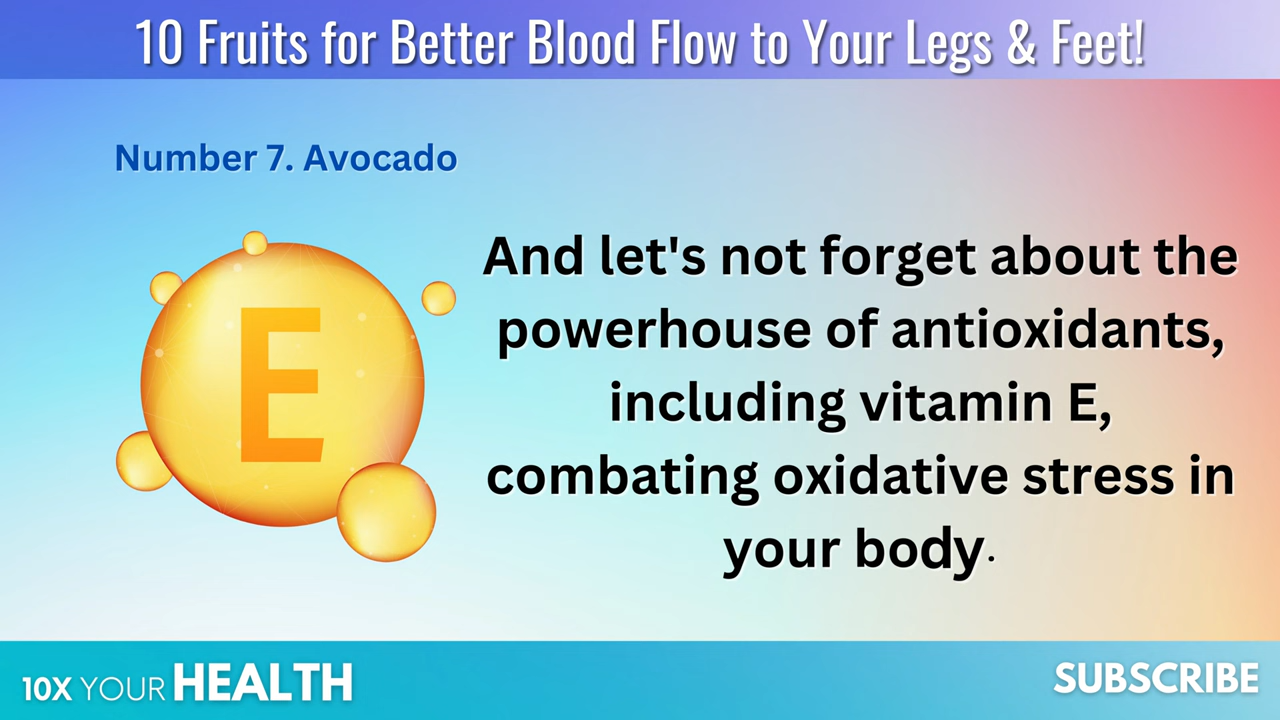 10 Fruits for Better Blood Flow to Your Legs & Feet!
Number 7. Avocado
E
And let's not forget about the
powerhouse of antioxidants,
including vitamin E,
combating oxidative stress in
your body.
10X YOUR HEALTH
SUBSCRIBE